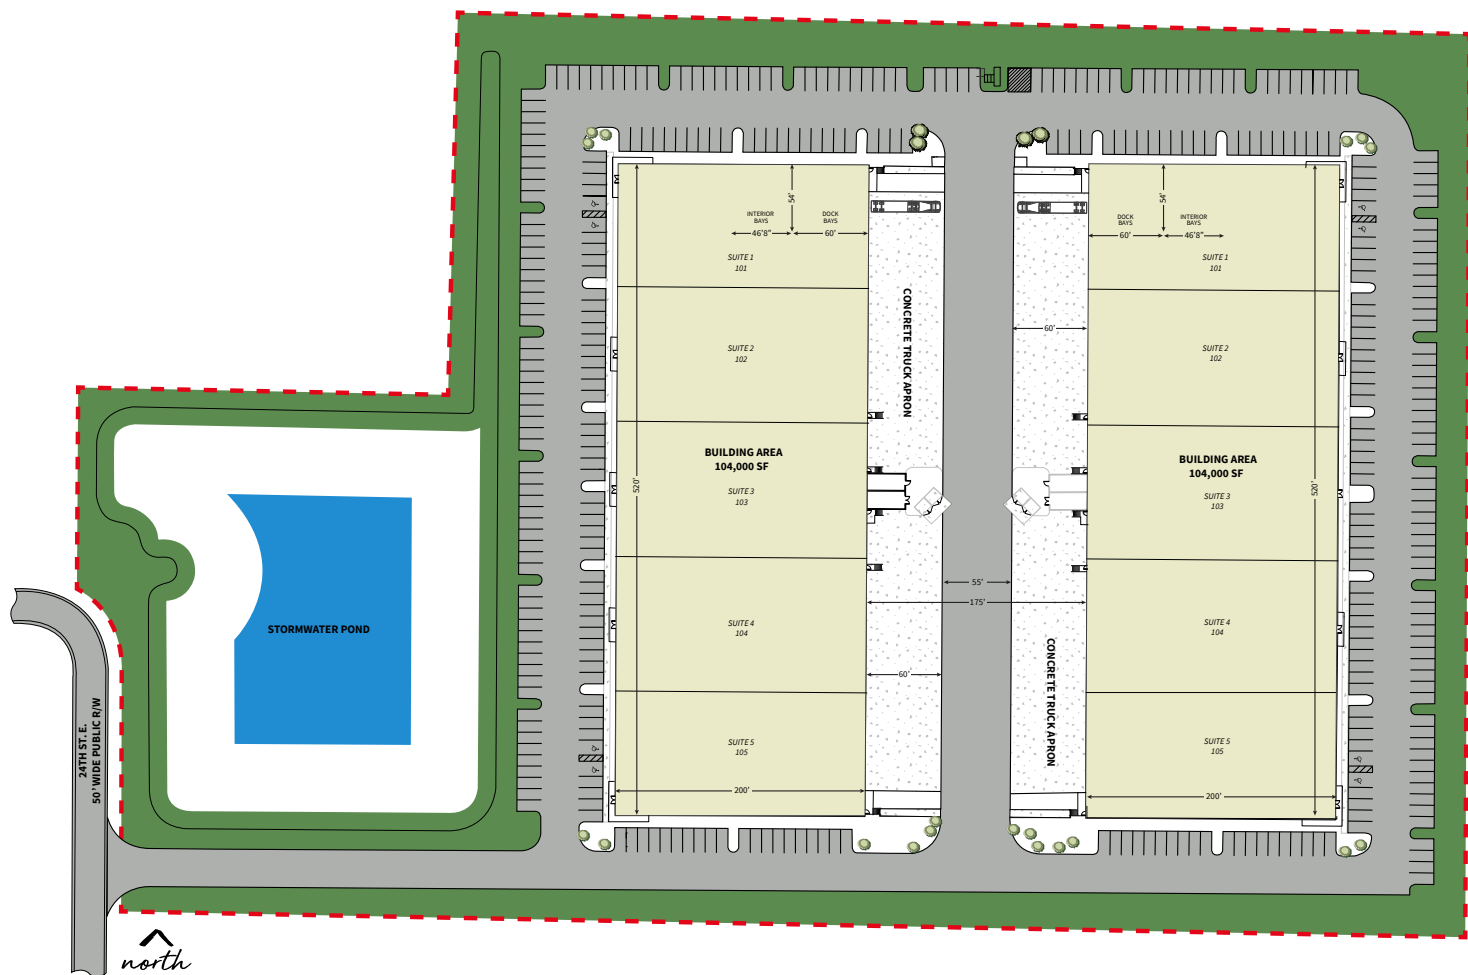 54'
INTERIOR
BAYS
DOCK
BAYS
46'8"
60'
SUITE 1
101
SUITE 2
102
BUILDING AREA
104,000 SF
SUITE 3
103
520'
SUITE 4
104
SUITE 5
105
200'
CONCRETE TRUCK APRON
60'
55'
175'
60'
CONCRETE TRUCK APRON
54'
DOCK
BAYS
INTERIOR
BAYS
60'
46'8"
SUITE 1
101
SUITE 2
102
BUILDING AREA
104,000 SF
SUITE 3
103
520'
SUITE 4
104
SUITE 5
105
200'
STORMWATER POND
24TH ST. E.
50' WIDE PUBLIC R/W
north